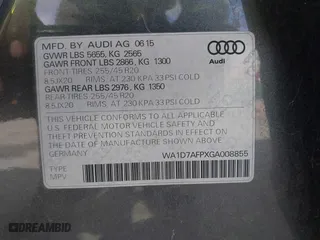 MFD. BY AUDI AG 06 15
GVWR LBS 5655, KG 2565
GAWR FRONT LBS 2866, KG 1300
FRONT TIRES 255/45 R20
8.5JX20 RIMS, AT 230 KPA/33 PSI COLD
GAWR REAR LBS 2976, KG 1350
REAR TIRES 255/45 R20
8.5JX20 RIMS, AT 230 KPA/33 PSI COLD
Audi
THIS VEHICLE CONFORMS TO ALL APPLICABLE
U.S. FEDERAL MOTOR VEHICLE SAFETY AND
THEFT PREVENTION STANDARDS IN EFFECT ON
THE DATE OF MANUFACTURE SHOWN ABOVE.
GERMANY WA1D7AFPXGA008855
TYPE
MPV
DREAMBID